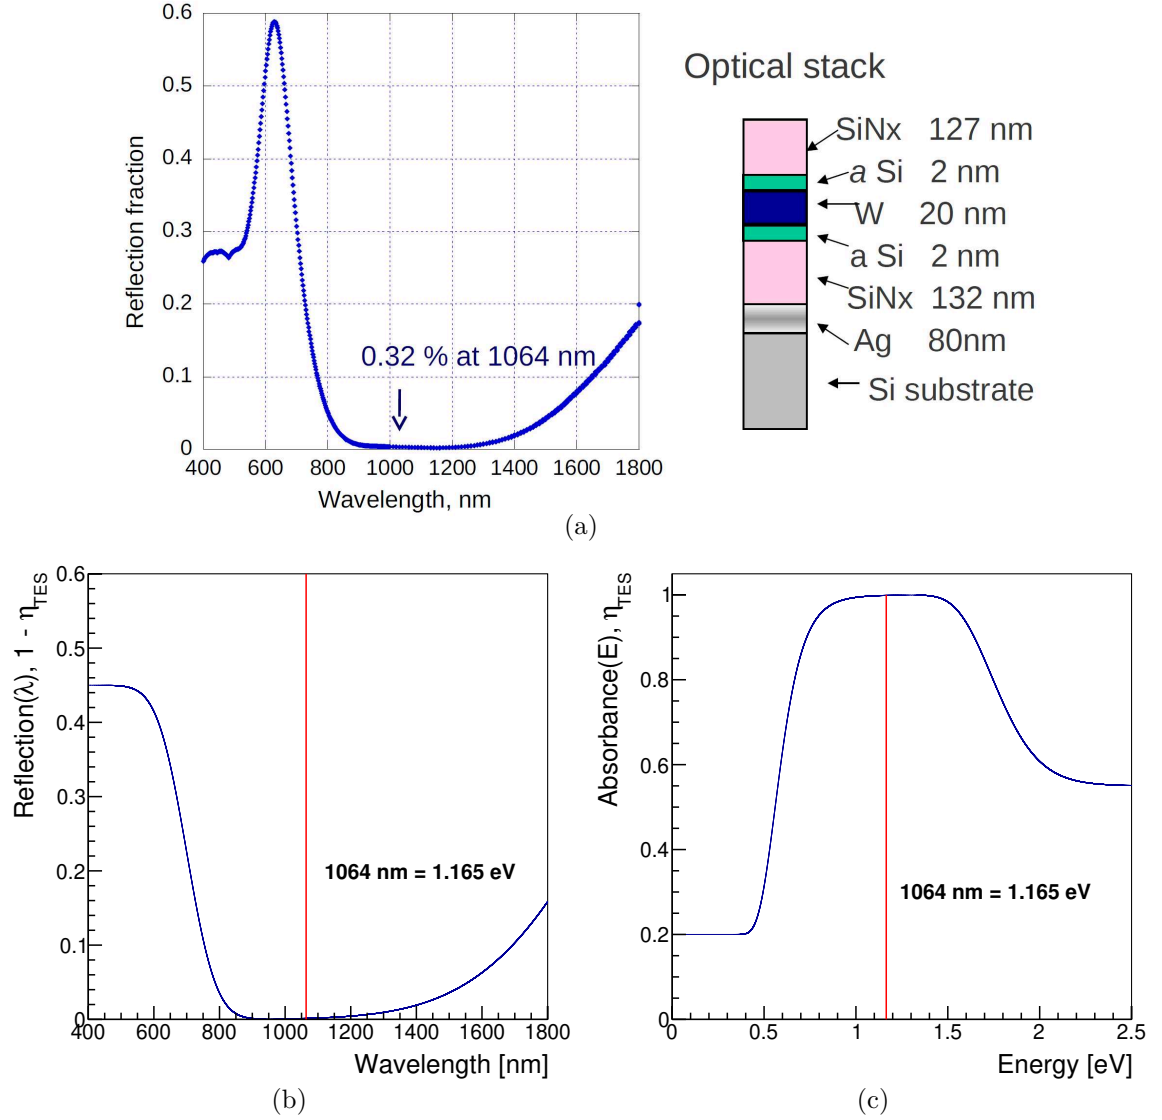 0.6
0.5
0.4
0.3
0.2
0.1
0
400 600 800 1000 1200 1400 1600 1800
Reflection fraction
Wavelength, nm
0.32 % at 1064 nm
Optical stack
SiNx 127 nm
a Si 2 nm
W 20 nm
a Si 2 nm
SiNx 132 nm
Ag 80nm
Si substrate
(a)
0.6
0.5
0.4
0.3
0.2
0.1
0
400 600 800 1000 1200 1400 1600 1800
Reflection(λ), 1 - ηTES
Wavelength [nm]
1064 nm = 1.165 eV
(b)
1
0.8
0.6
0.4
0.2
0
0 0.5 1 1.5 2 2.5
Absorbance(E), ηTES
Energy [eV]
1064 nm = 1.165 eV
(c)